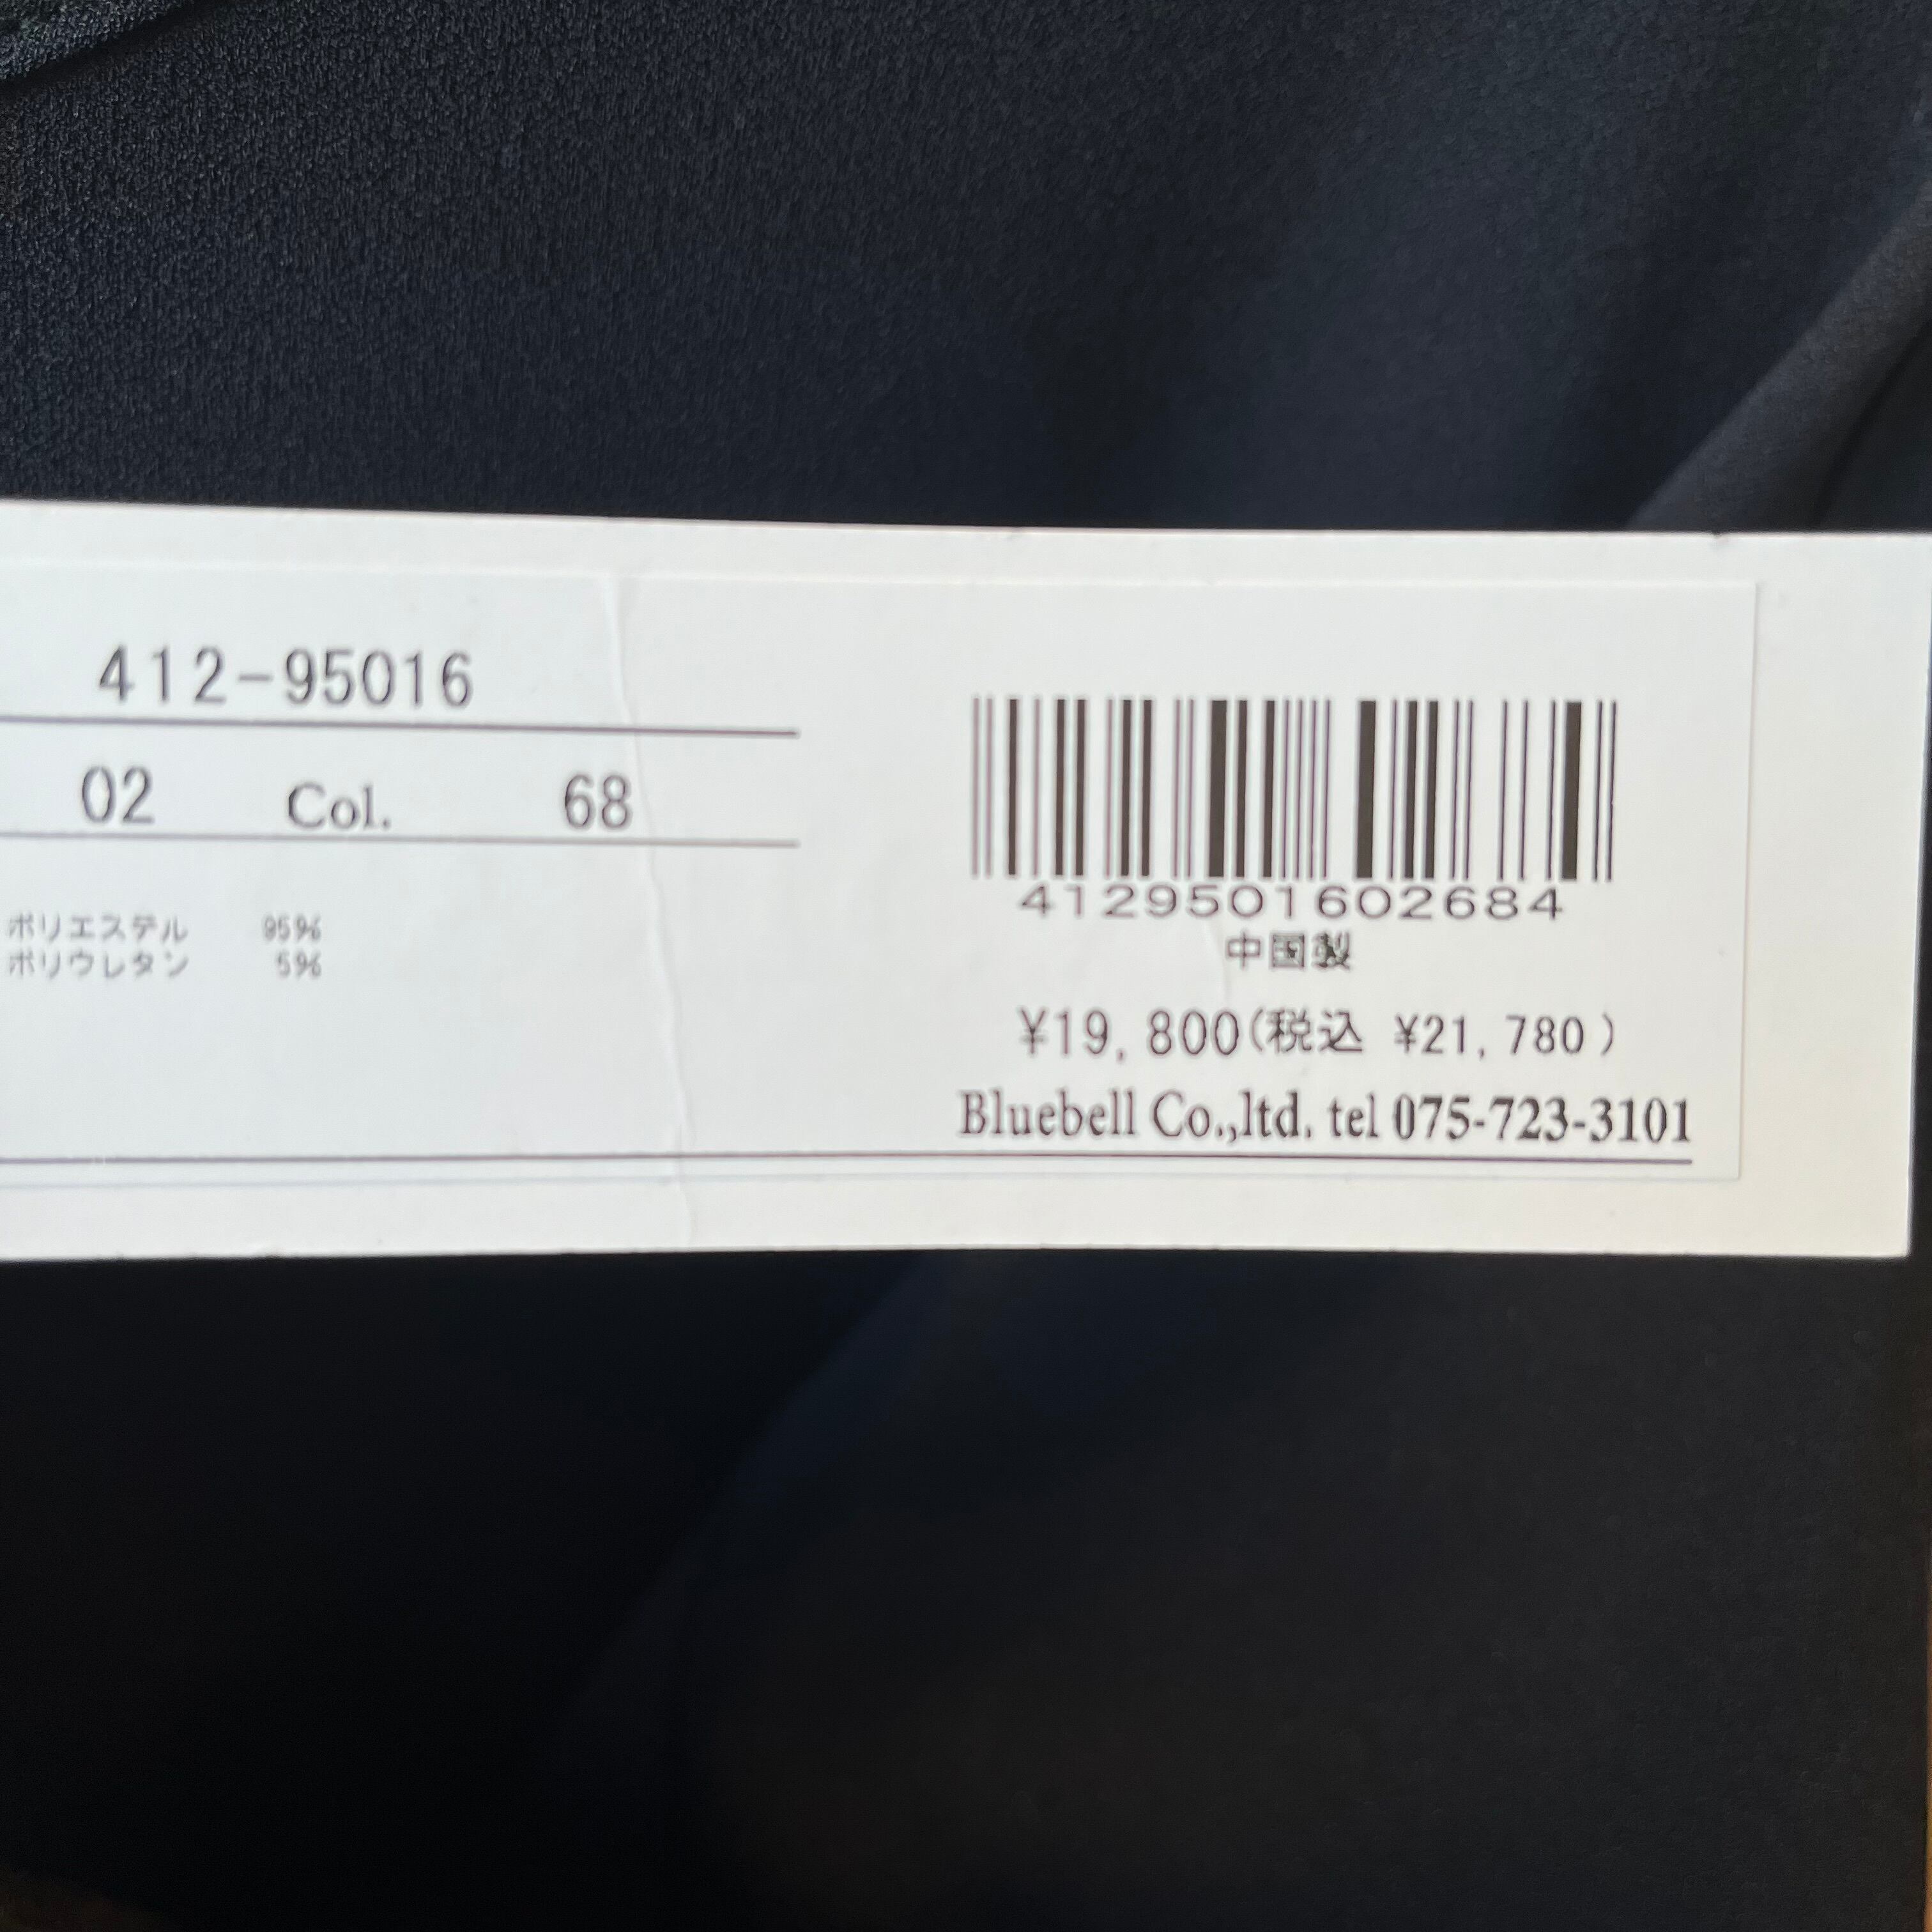 412-95016
02 Col. 68
ポリエステル 95%
ポリウレタン 5%
4129501602684
中国製
¥19,800(税込 ¥21,780)
Bluebell Co.,ltd. tel 075-723-3101